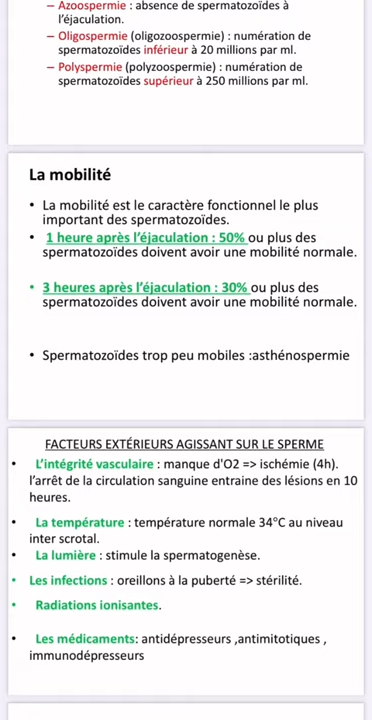 – Azoospermie : absence de spermatozoïdes à
l'éjaculation.
– Oligospermie (oligozoospermie) : numération de
spermatozoïdes inférieur à 20 millions par ml.
– Polyspermie (polyzoospermie) : numération de
spermatozoïdes supérieur à 250 millions par ml.
La mobilité
• La mobilité est le caractère fonctionnel le plus
important des spermatozoïdes.
• 1 heure après l'éjaculation : 50% ou plus des
spermatozoïdes doivent avoir une mobilité normale.
• 3 heures après l'éjaculation : 30% ou plus des
spermatozoïdes doivent avoir une mobilité normale.
• Spermatozoïdes trop peu mobiles :asthénospermie
FACTEURS EXTÉRIEURS AGISSANT SUR LE SPERME
• L'intégrité vasculaire : manque d'O2 => ischémie (4h).
l'arrêt de la circulation sanguine entraine des lésions en 10
heures.
• La température : température normale 34°C au niveau
inter scrotal.
• La lumière : stimule la spermatogenèse.
• Les infections : oreillons à la puberté => stérilité.
• Radiations ionisantes.
• Les médicaments: antidépresseurs ,antimitotiques ,
immunodépresseurs